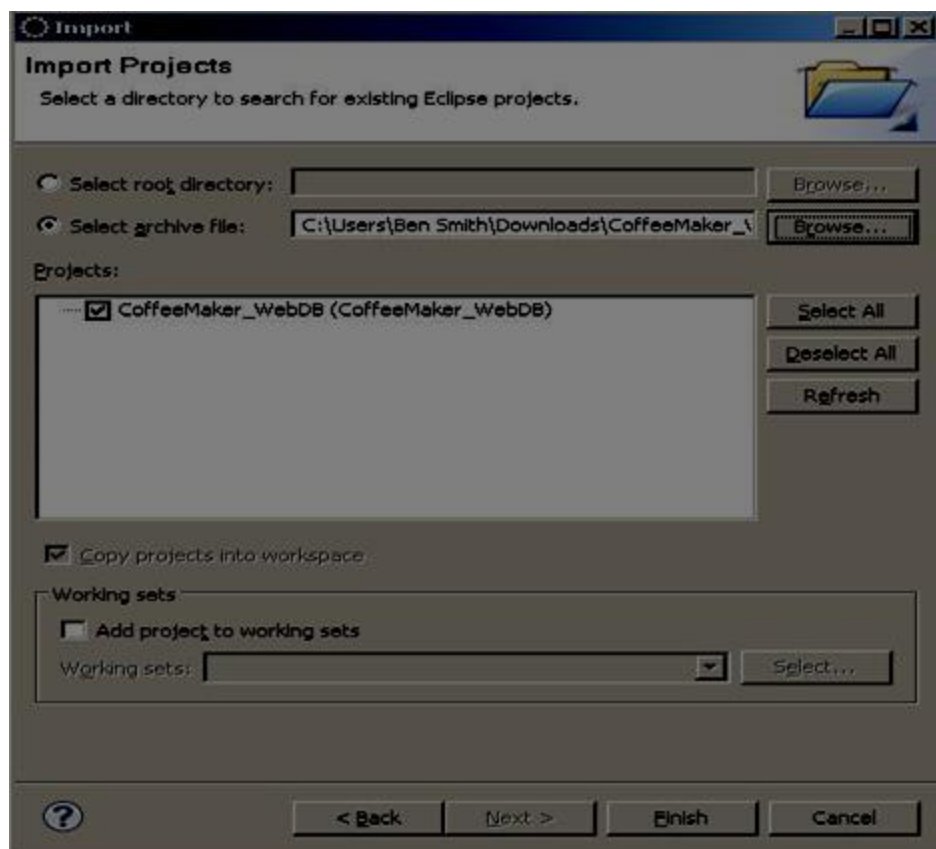 Import
Import Projects
Select a directory to search for existing Eclipse projects.
Select root directory:
Browse...
Select archive file:
C:\Users\Ben Smith\Downloads\CoffeeMaker_\
Browse...
Projects:
CoffeeMaker_WebDB (CoffeeMaker_WebDB)
Select All
Deselect All
Refresh
Copy projects into workspace
Working sets
Add project to working sets
Working sets:
Select...
?
< Back
Next >
Finish
Cancel